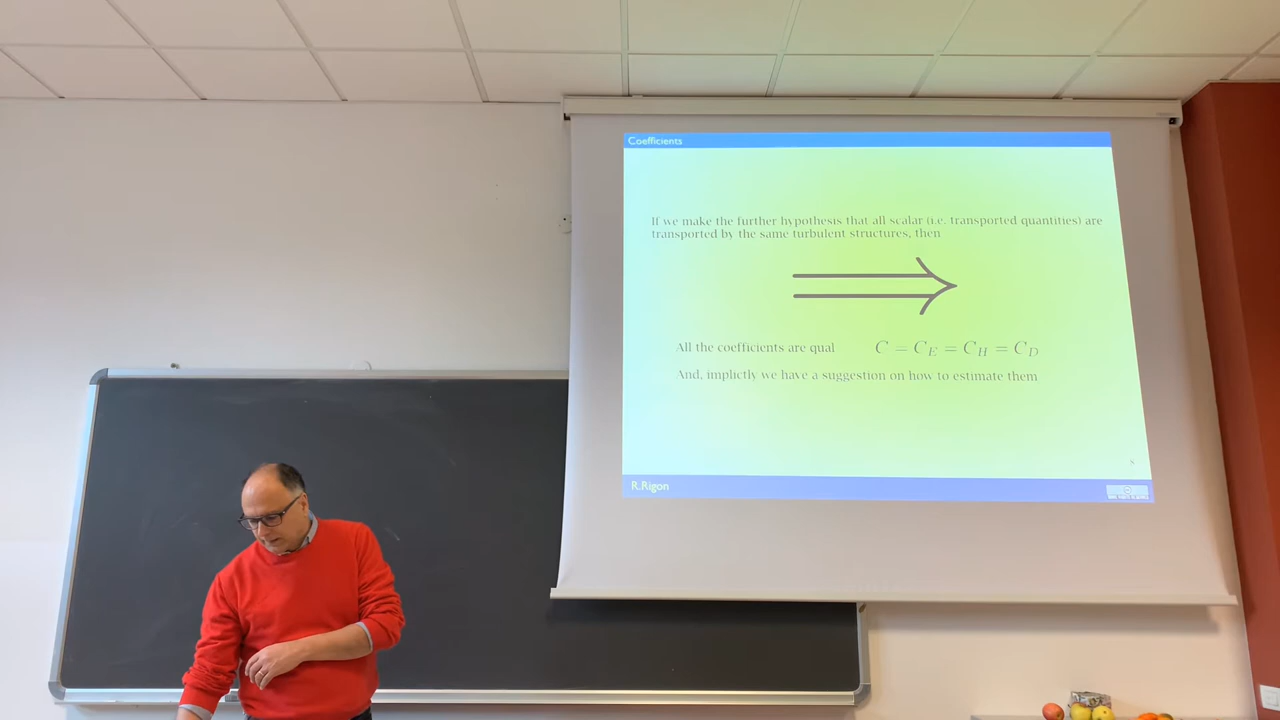 Coefficients
If we make the further hypothesis that all scalar (i.e. transported quantities) are
transported by the same turbulent structures, then
All the coefficients are qual C = C_E = C_H = C_D
And, implictly we have a suggestion on how to estimate them
R.Rigon